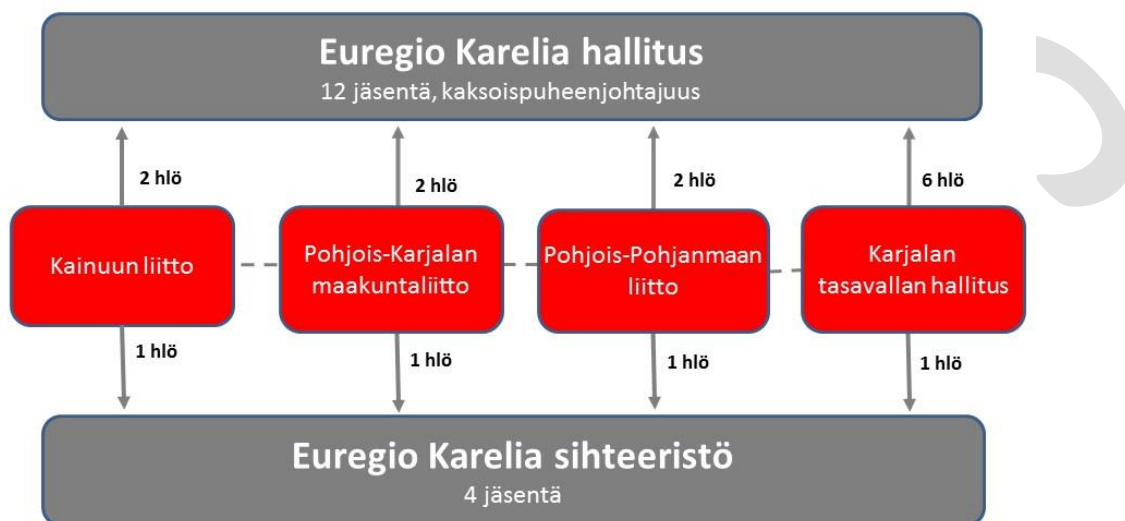 Euregio Karelia hallitus
12 jäsentä, kaksoispuheenjohtajuus
2 hlö
2 hlö
2 hlö
6 hlö
Kainuun liitto
Pohjois-Karjalan
maakuntaliitto
Pohjois-Pohjanmaan
liitto
Karjalan
tasavallan hallitus
1 hlö
1 hlö
1 hlö
1 hlö
Euregio Karelia sihteeristö
4 jäsentä